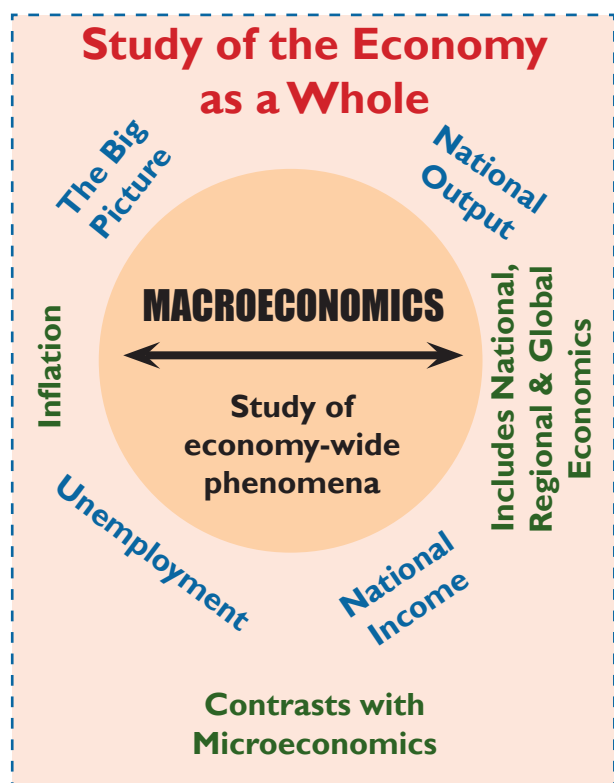 Study of the Economy
as a Whole
The Big
Picture
National
Output
MACROECONOMICS
Study of
economy-wide
phenomena
Inflation
Includes National,
Regional & Global
Economics
Unemployment
National
Income
Contrasts with
Microeconomics